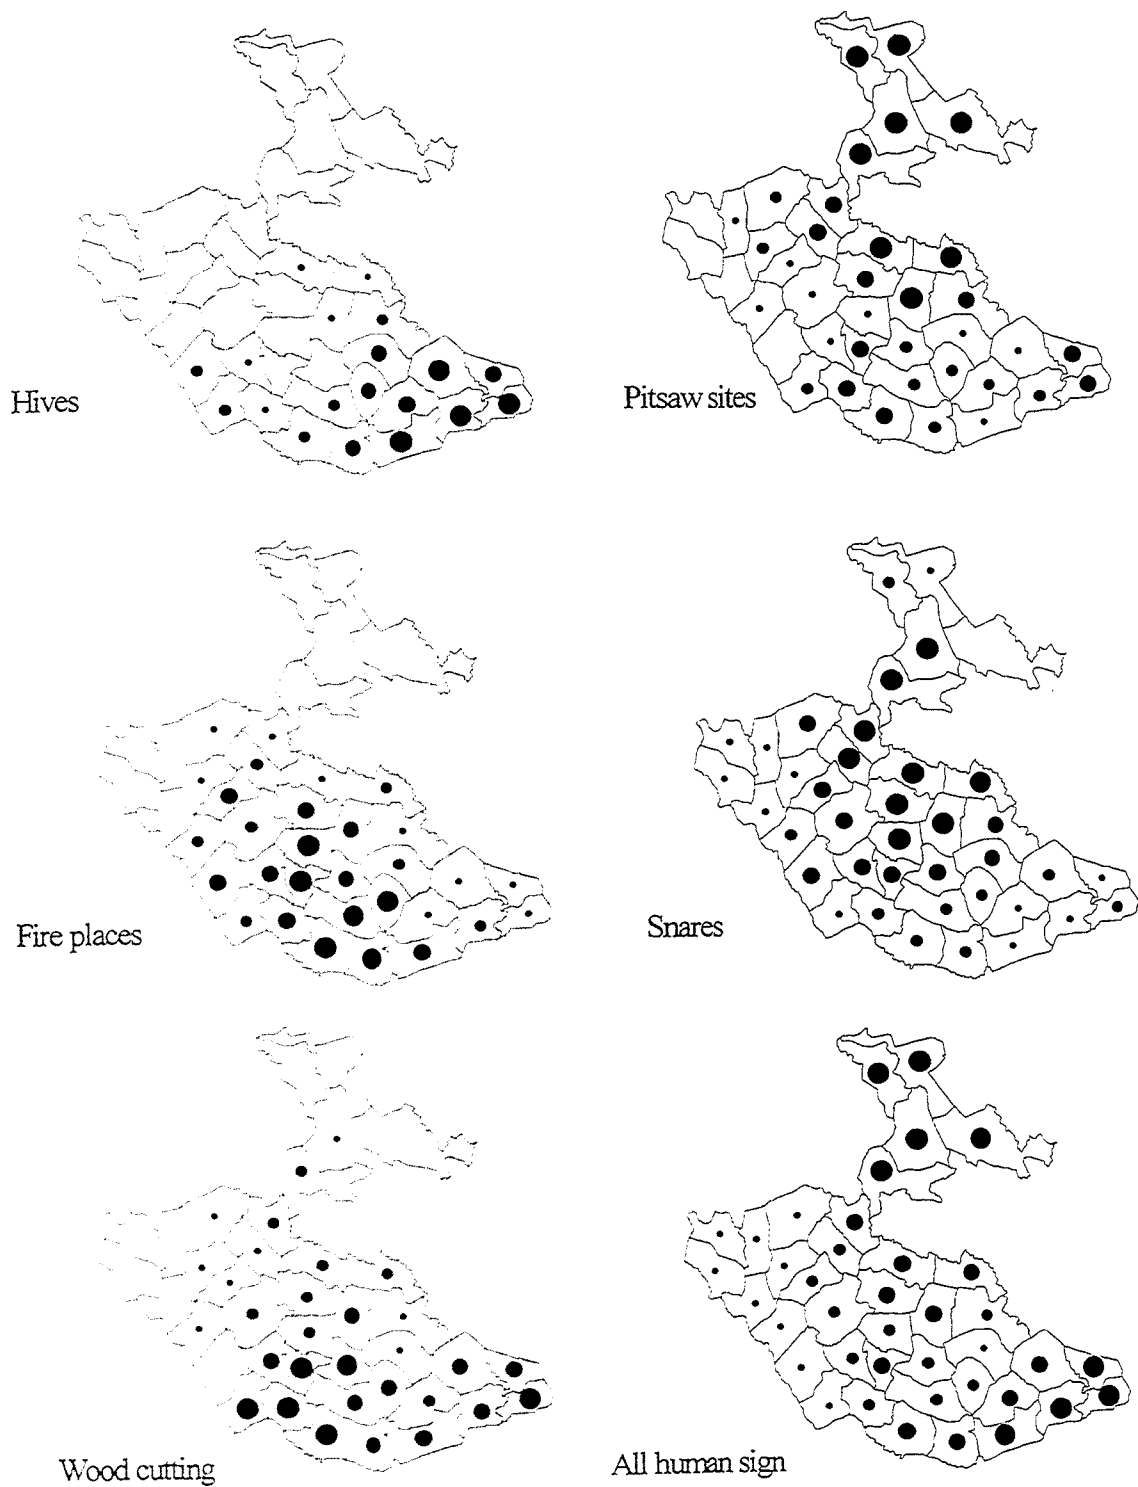 Hives
Pitsaw sites
Fire places
Snares
Wood cutting
All human sign